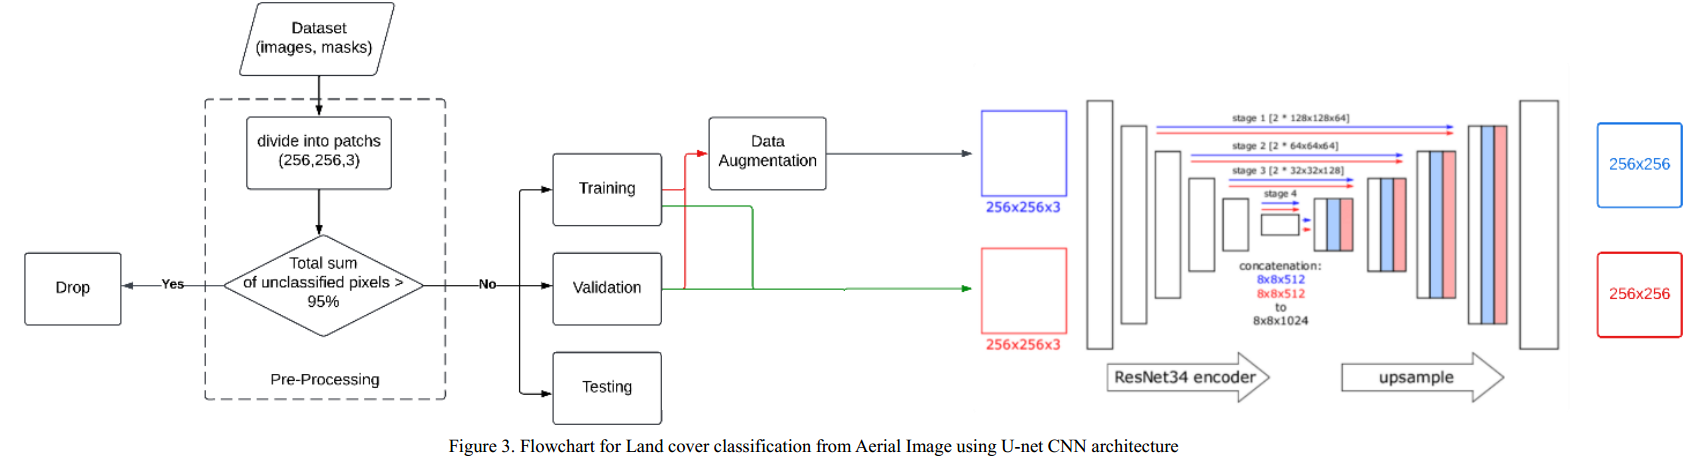 Dataset
(images, masks)
divide into patchs
(256,256,3)
Total sum
of unclassified pixels >
95%
Yes
Drop
No
Pre-Processing
Training
Validation
Testing
Data
Augmentation
256x256x3
256x256x3
stage 1 [2 * 128x128x64]
stage 2 [2 * 64x64x64]
stage 3 [2 * 32x32x128]
stage 4
concatenation:
8x8x512
8x8x512
to
8x8x1024
ResNet34 encoder
upsample
256x256
256x256
Figure 3. Flowchart for Land cover classification from Aerial Image using U-net CNN architecture